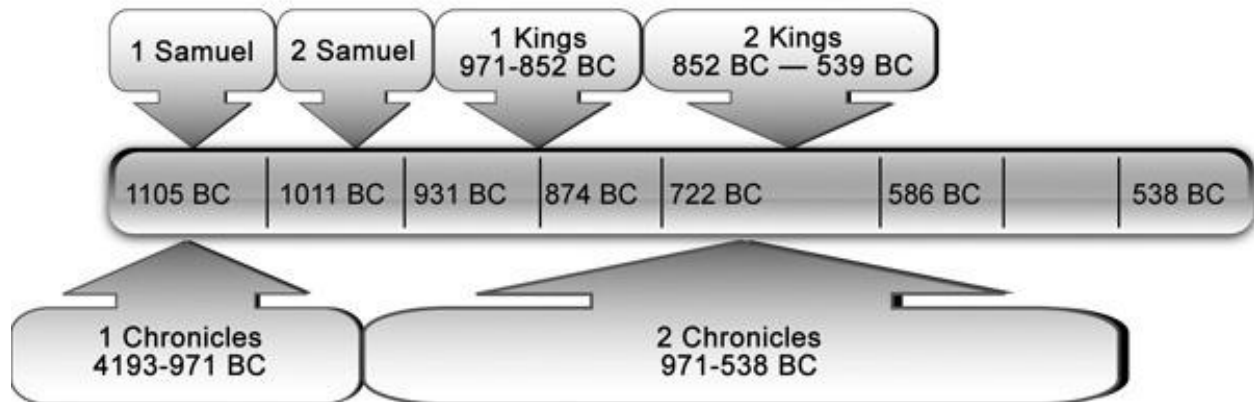 1 Samuel
2 Samuel
1 Kings
971-852 BC
2 Kings
852 BC — 539 BC
1105 BC
1011 BC
931 BC
874 BC
722 BC
586 BC
538 BC
1 Chronicles
4193-971 BC
2 Chronicles
971-538 BC